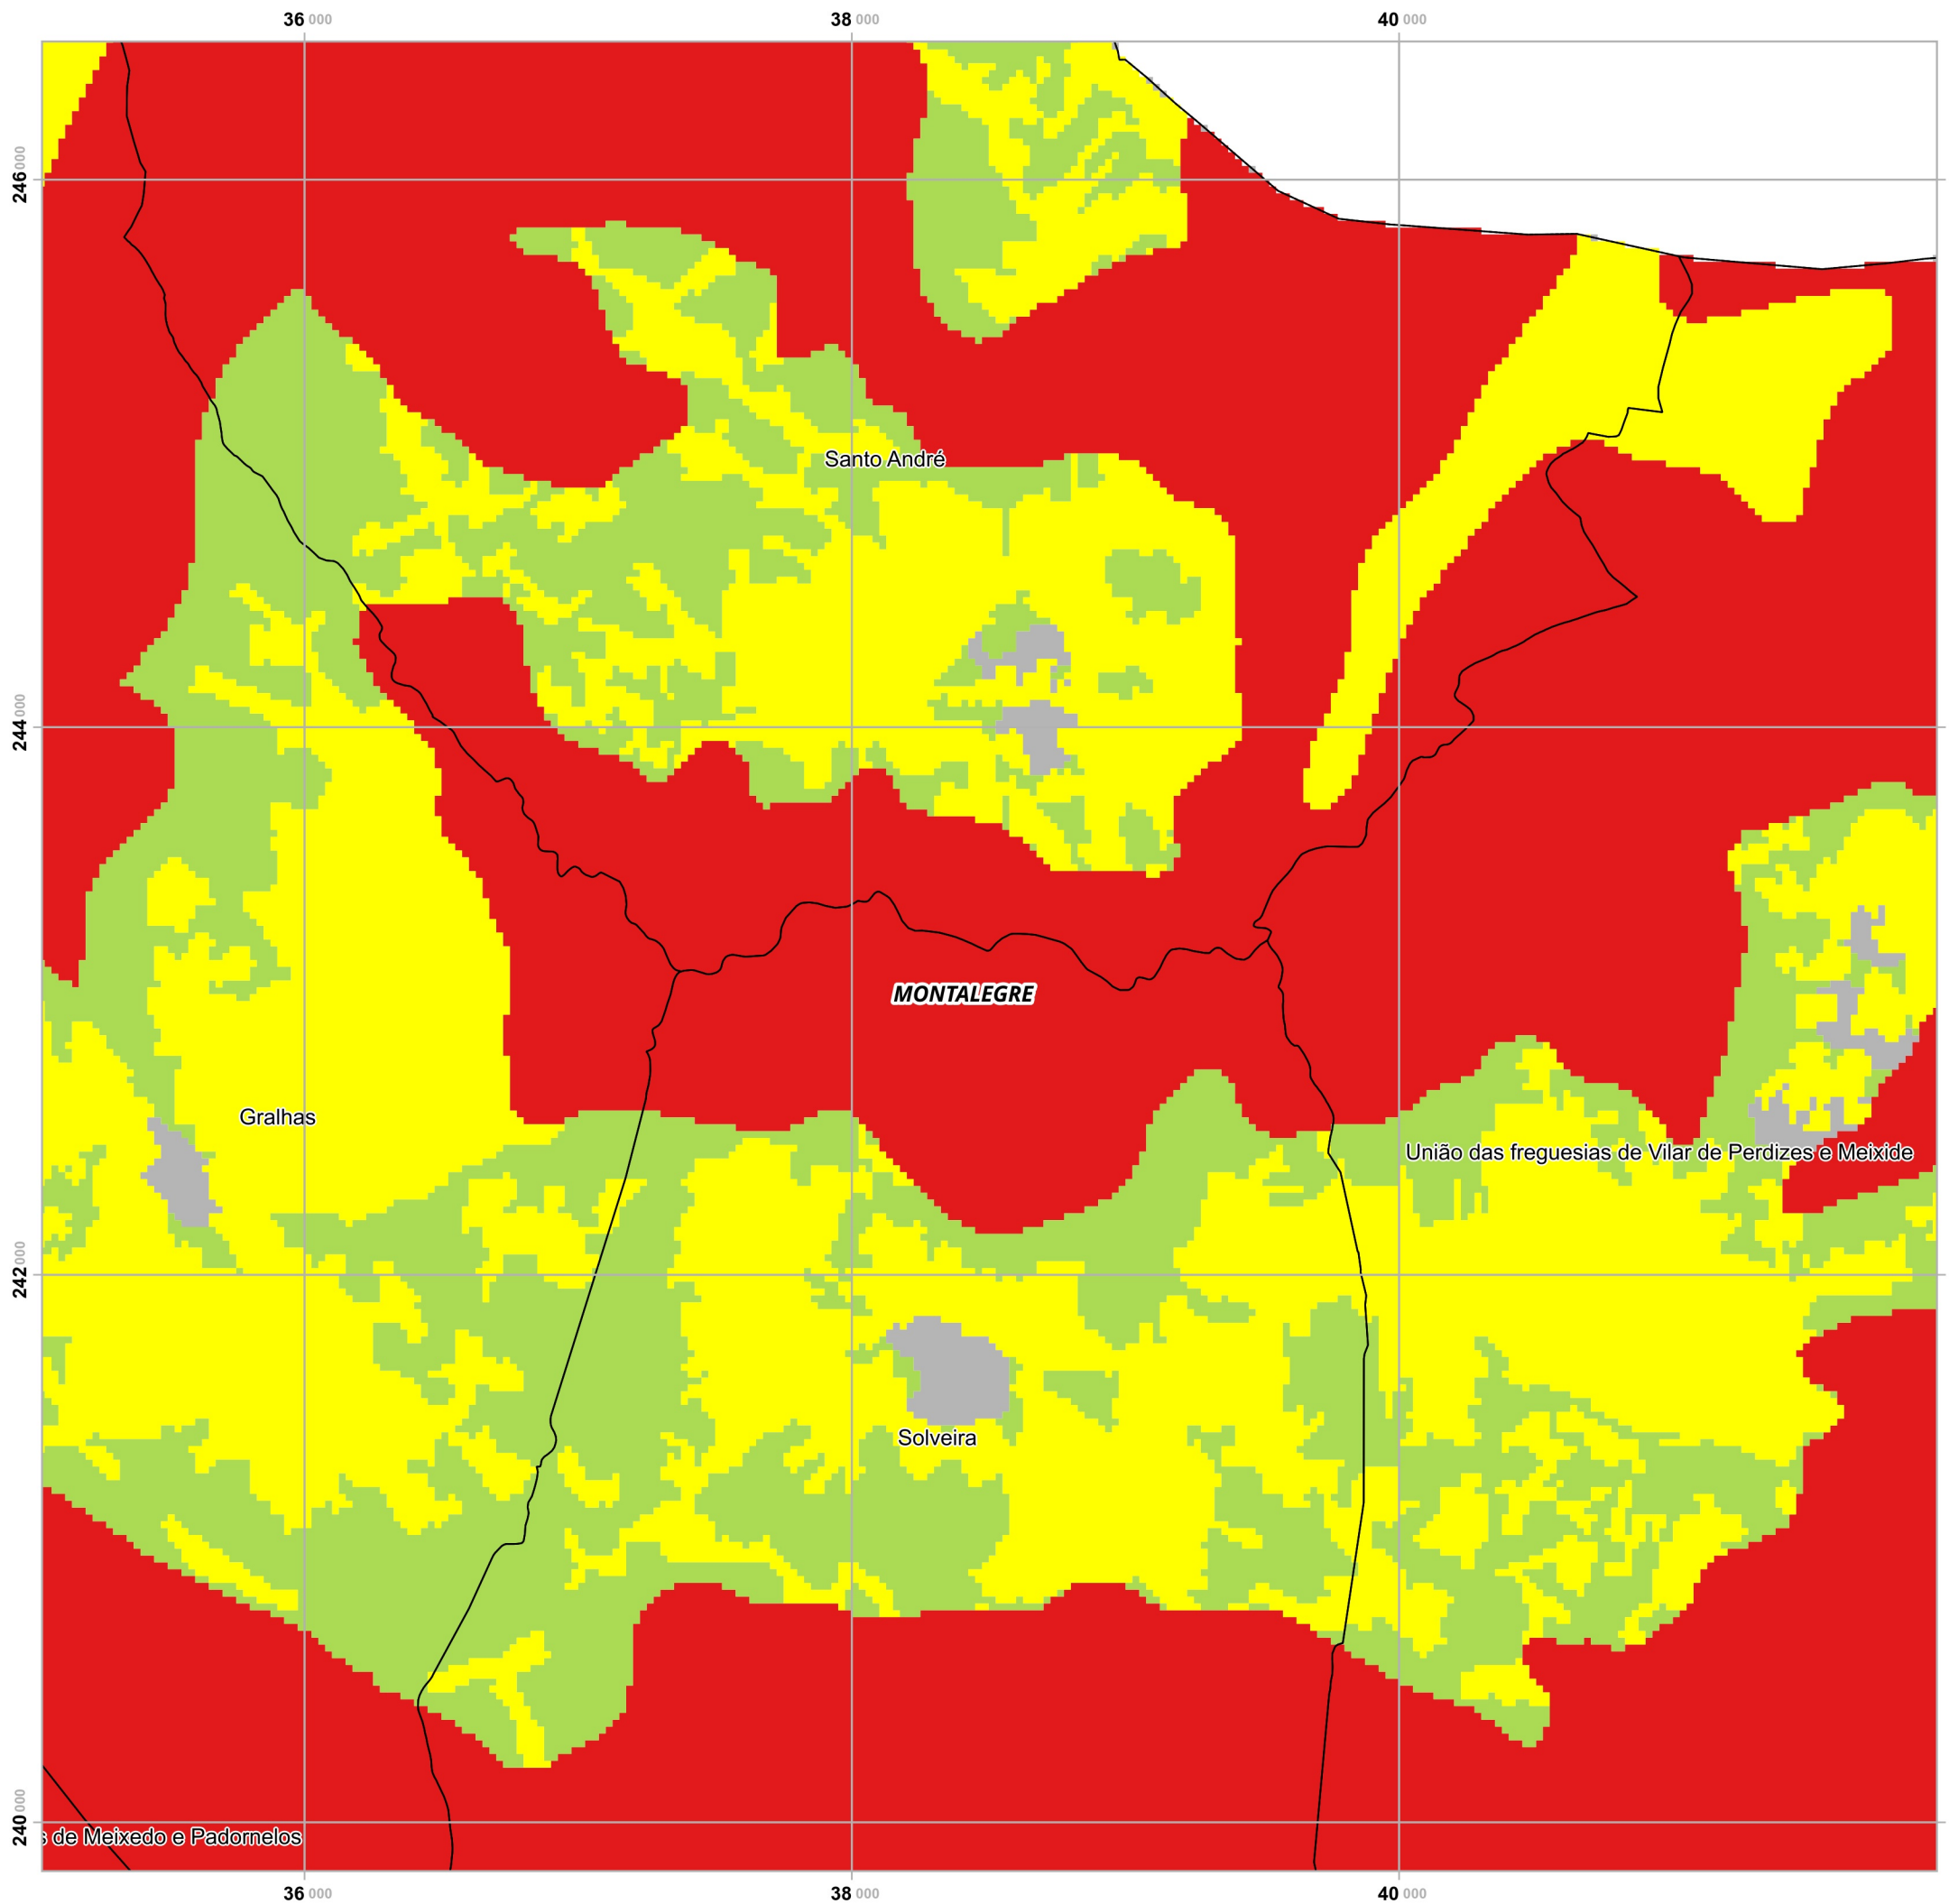 36 000 38 000 40 000
246 000
Santo André
244 000
MONTALEGRE
Gralhas
União das freguesias de Vilar de Perdizes e Meixide
242 000
Solveira
240 000
s de Meixedo e Padornelos
36 000 38 000 40 000